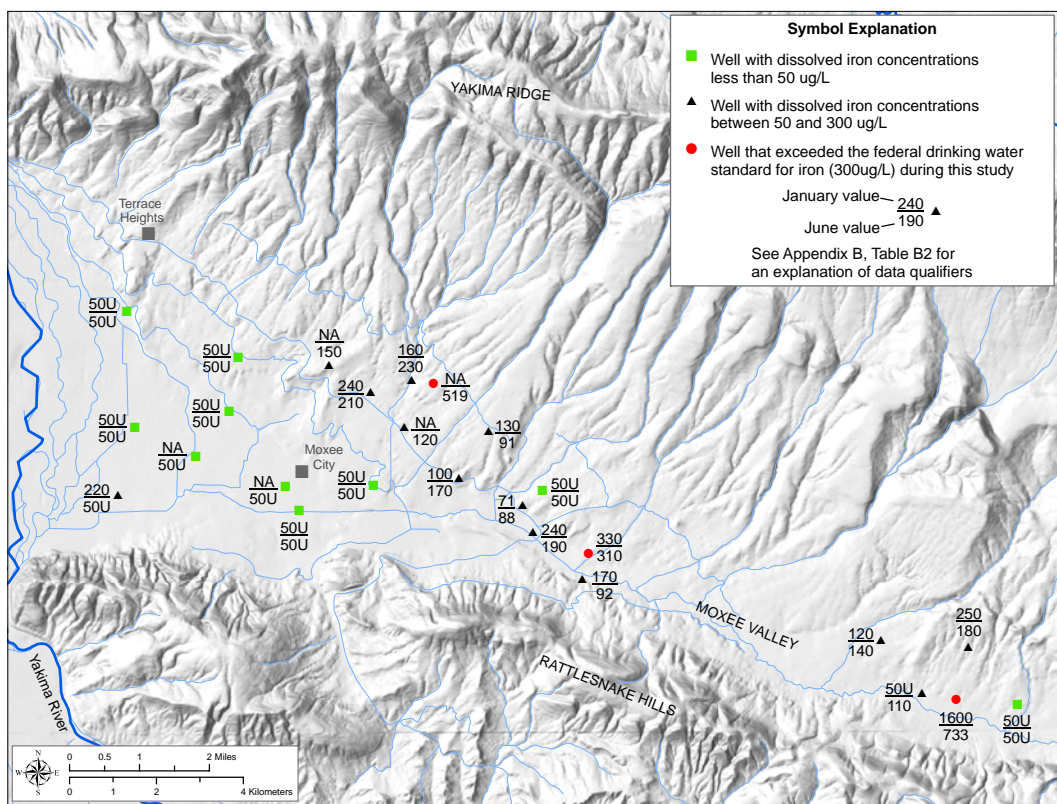 Symbol Explanation
Well with dissolved iron concentrations
less than 50 ug/L
Well with dissolved iron concentrations
between 50 and 300 ug/L
Well that exceeded the federal drinking water
standard for iron (300ug/L) during this study
January value
240
190
June value
See Appendix B, Table B2 for
an explanation of data qualifiers
YAKIMA RIDGE
Terrace
Heights
50U
50U
50U
50U
NA
150
160
230
NA
519
240
210
50U
50U
50U
50U
NA
120
130
91
NA
50U
Moxee
City
220
50U
NA
50U
50U
50U
100
170
50U
50U
71
88
50U
50U
240
190
330
310
170
92
MOXEE VALLEY
120
140
250
180
RATTLESNAKE HILLS
50U
110
1600
733
50U
50U
Yakima River
N
W
E
S
0
0.5
1
2 Miles
0
1
2
4 Kilometers